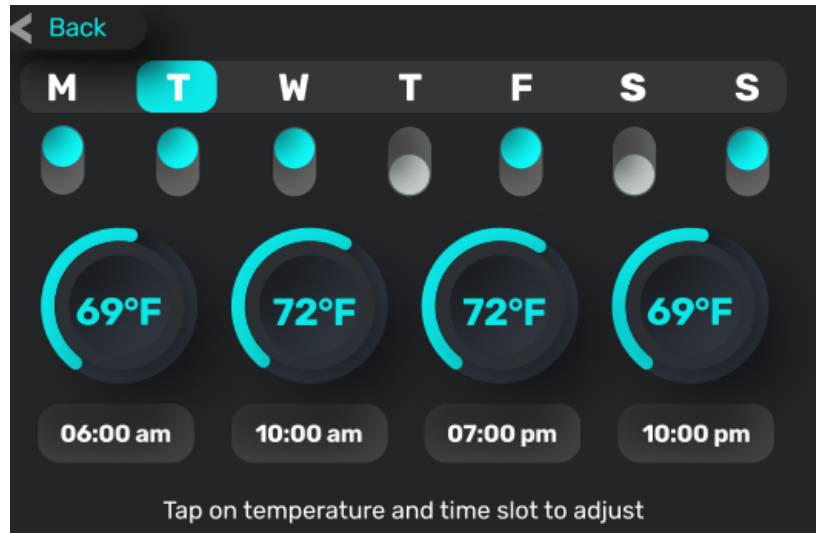 Back
M T W T F S S
69°F 72°F 72°F 69°F
06:00 am 10:00 am 07:00 pm 10:00 pm
Tap on temperature and time slot to adjust